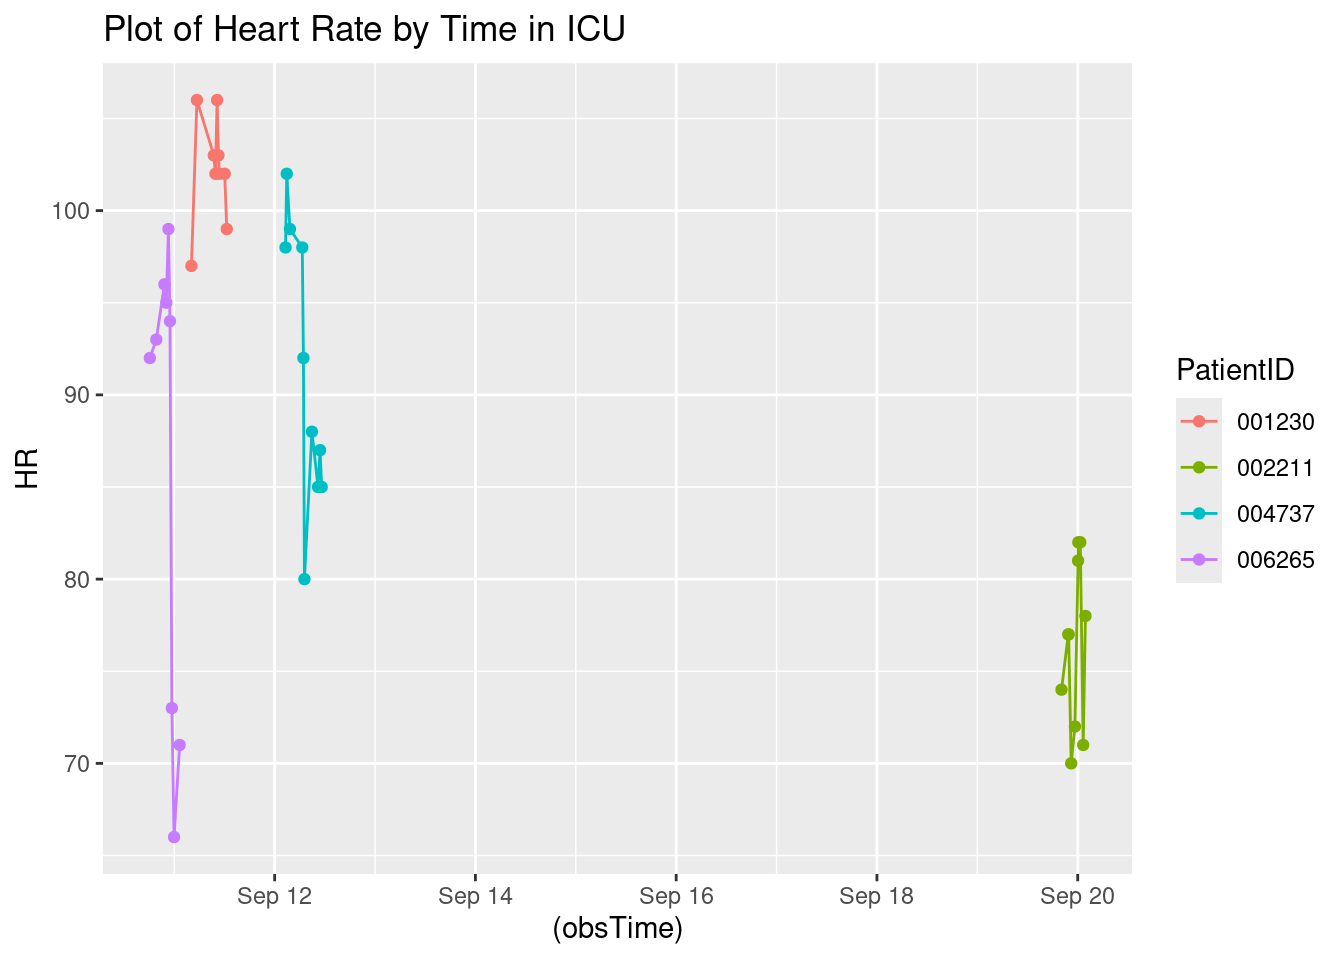 Plot of Heart Rate by Time in ICU
HR
100
90
80
70
Sep 12
Sep 14
Sep 16
Sep 18
Sep 20
(obsTime)
PatientID
001230
002211
004737
006265